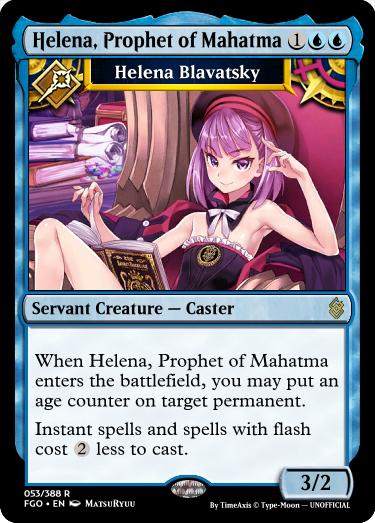 Helena, Prophet of Mahatma 1
Helena Blavatsky
Servant Creature — Caster
When Helena, Prophet of Mahatma
enters the battlefield, you may put an
age counter on target permanent.
Instant spells and spells with flash
cost 2 less to cast.
3/2
053/388 R
FGO • EN MatsuRyuu
By TimeAxis © Type-Moon — UNOFFICIAL